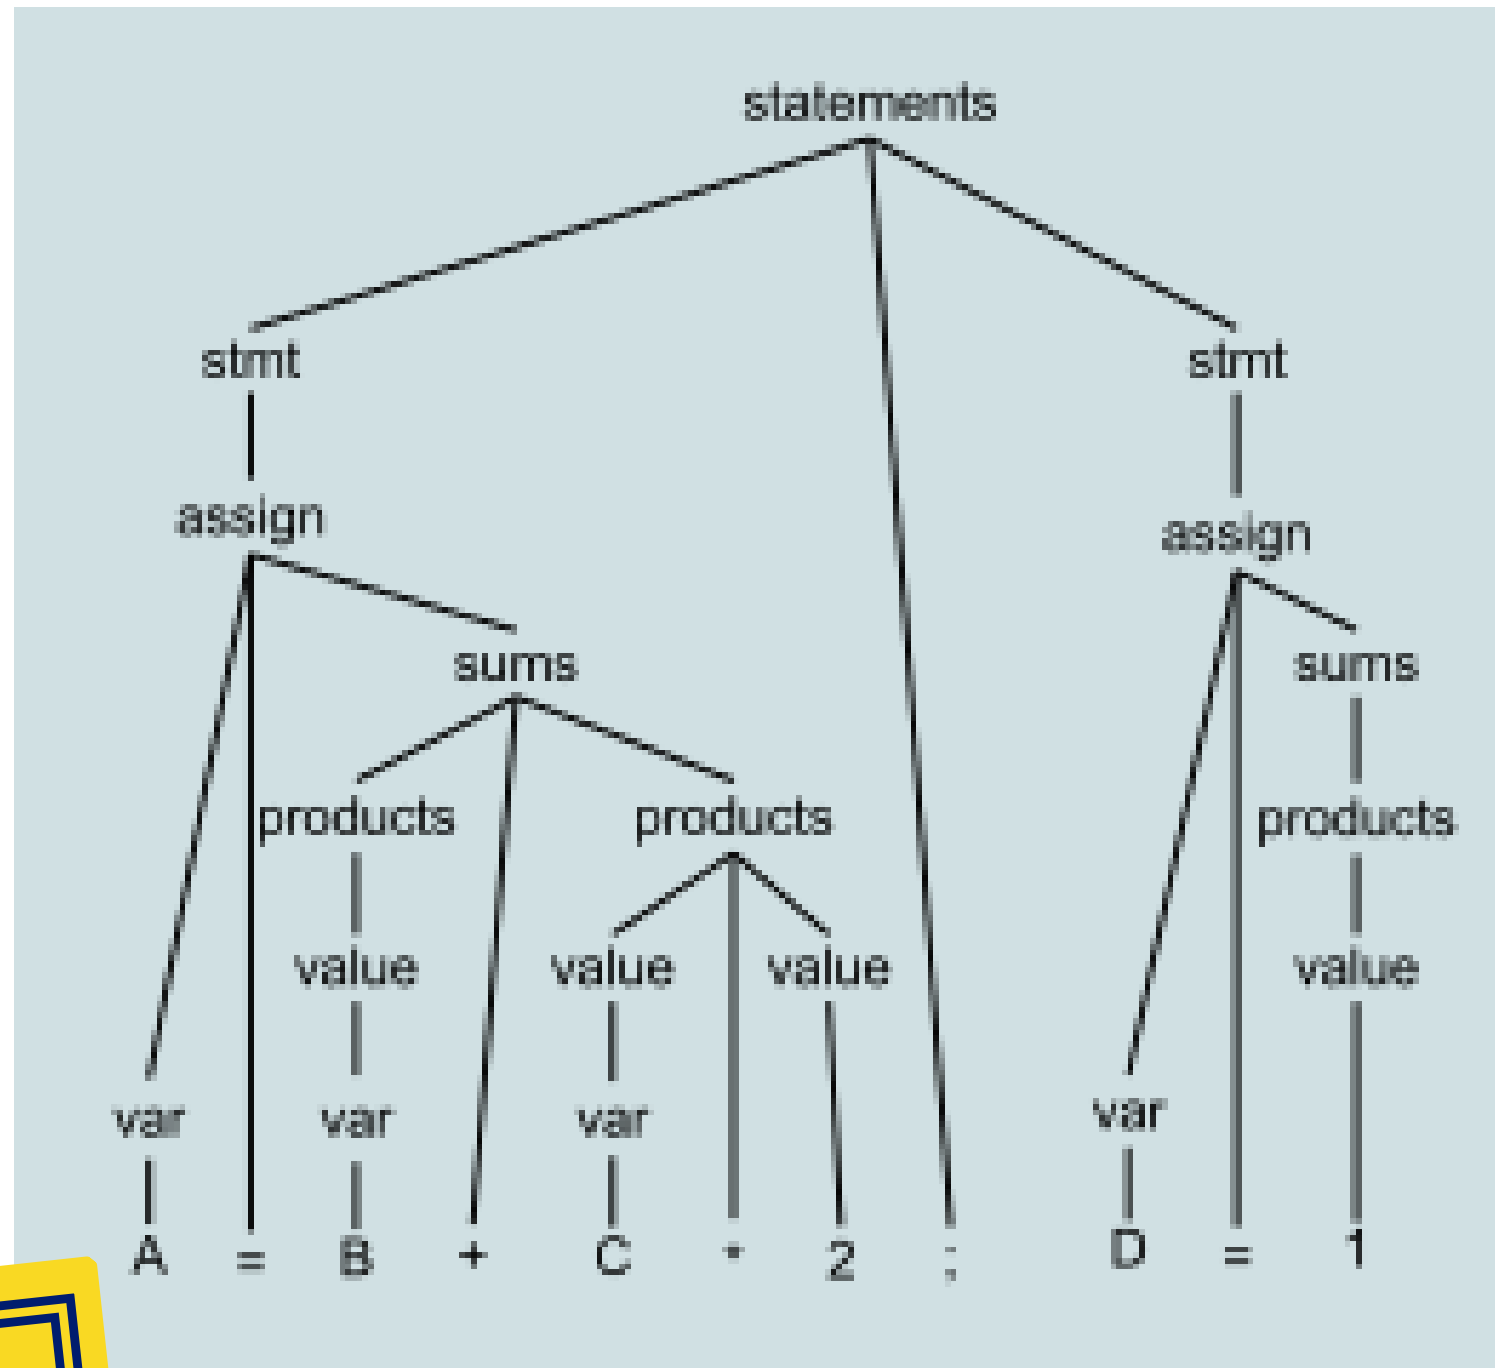 statements
stmt stmt
assign assign
sums sums
products products products
value value value value
var var var var
A = B + C * 2 ; D = 1